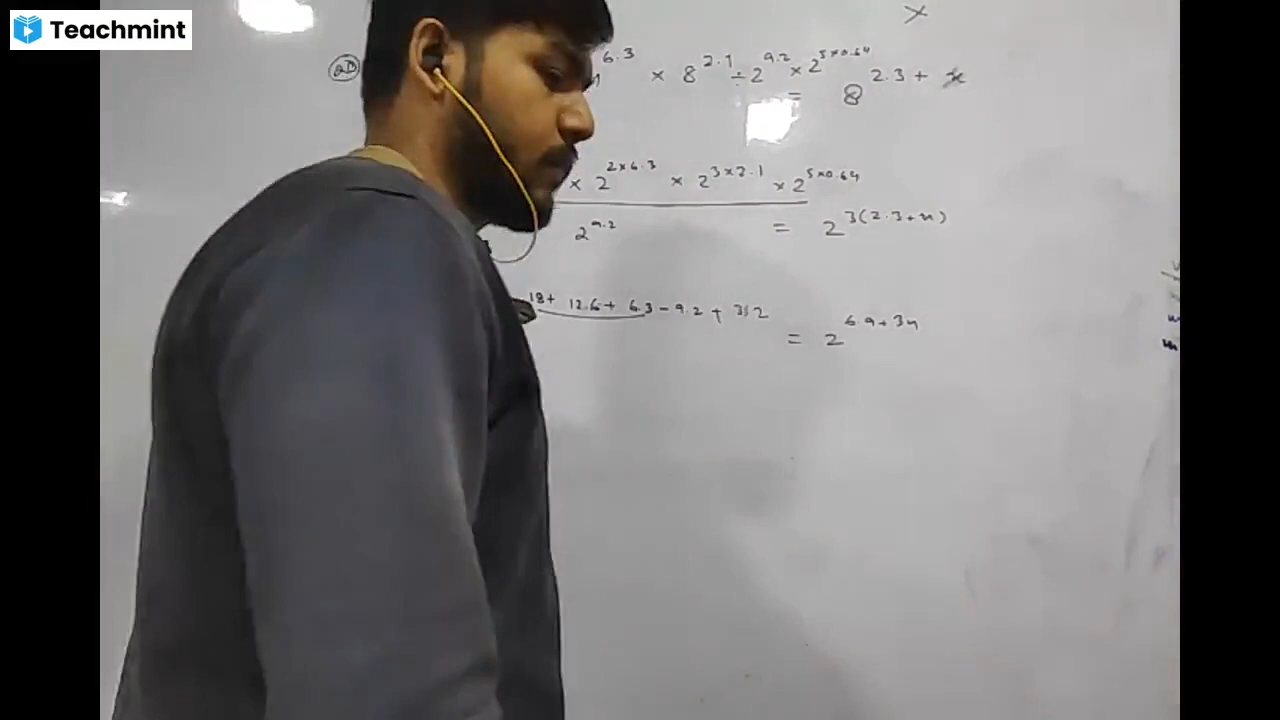 Teachmint
6.3 × 8^2.1 ÷ 2^9.2 × 2^5×0.64 = 8^2.3 + x
× 2^2×6.3 × 2^3×2.1 × 2^5×0.64
2^9.2 = 2^3(2.3+x)
18+ 12.6+ 6.3-9.2 + 3.2 = 2^6.9+3x